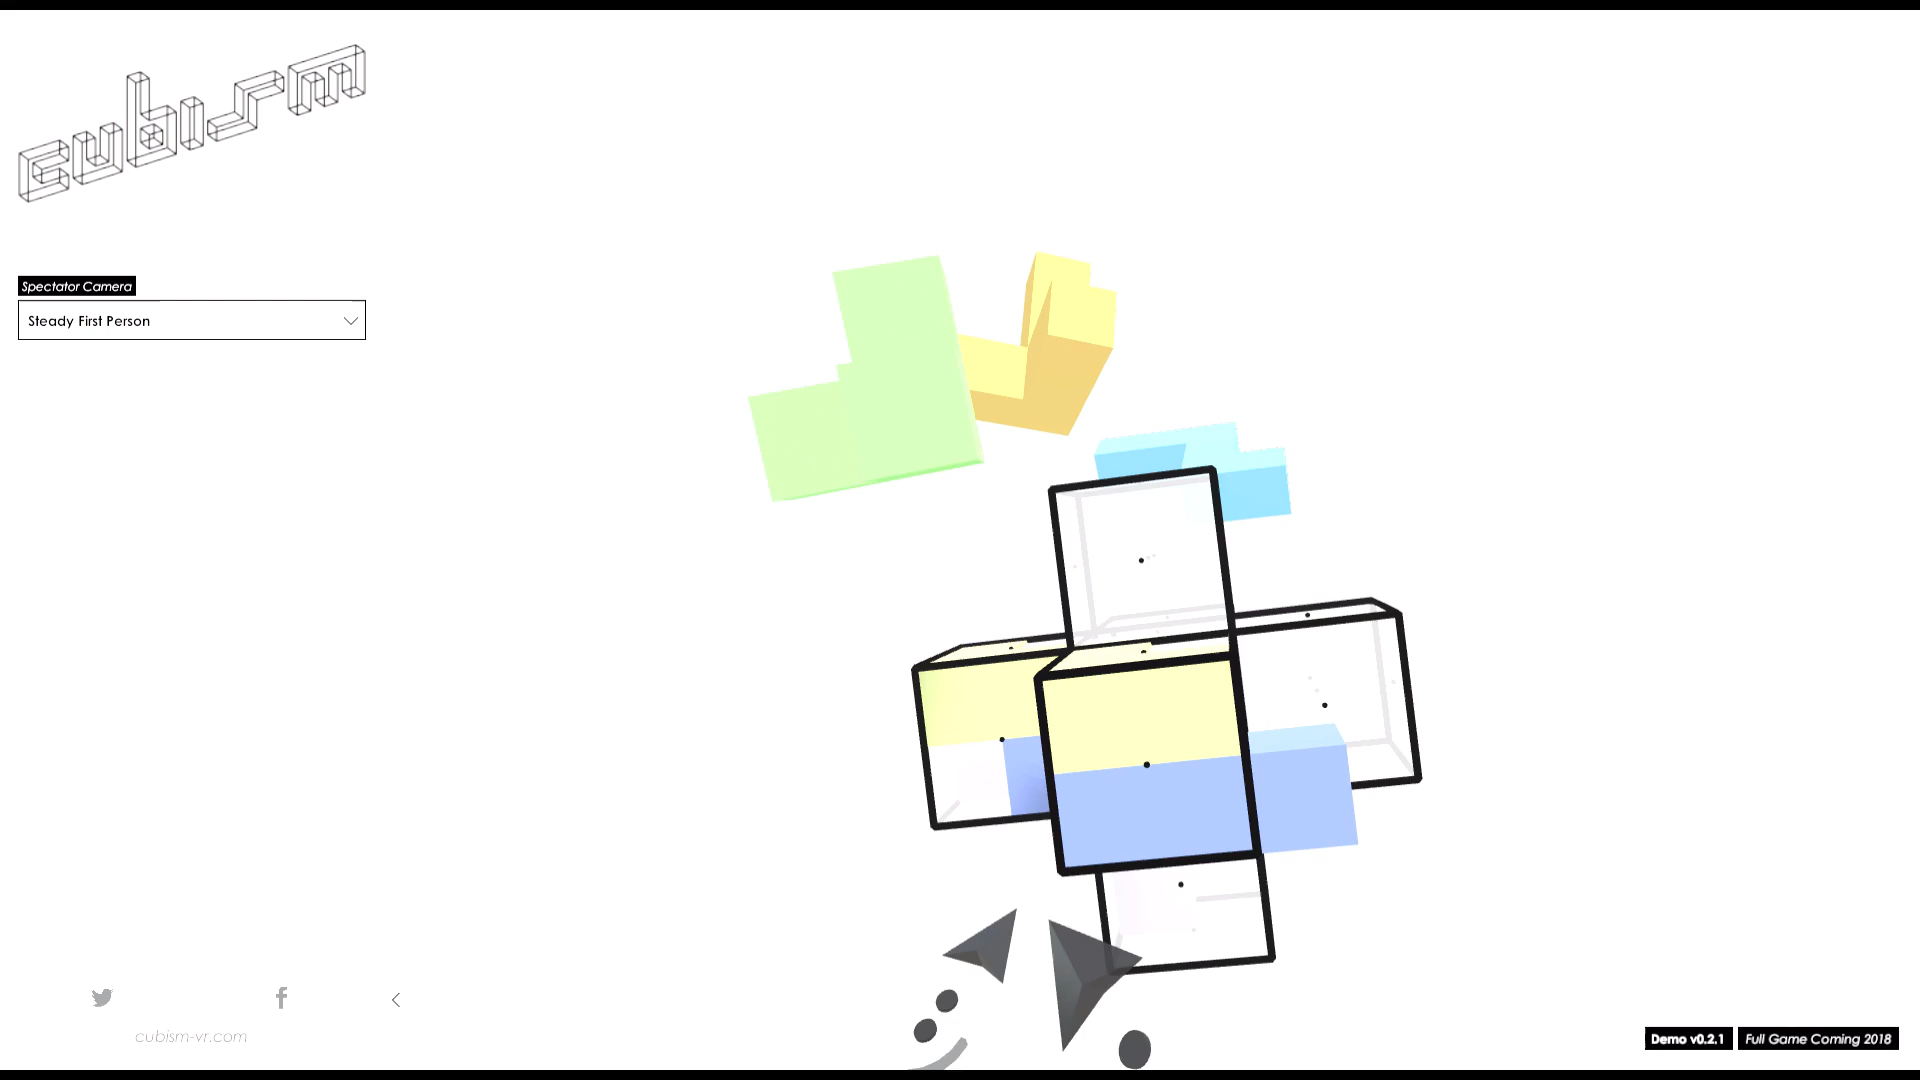 cubism
Spectator Camera
Steady First Person
cubism-vr.com
Demo v0.2.1
Full Game Coming 2018